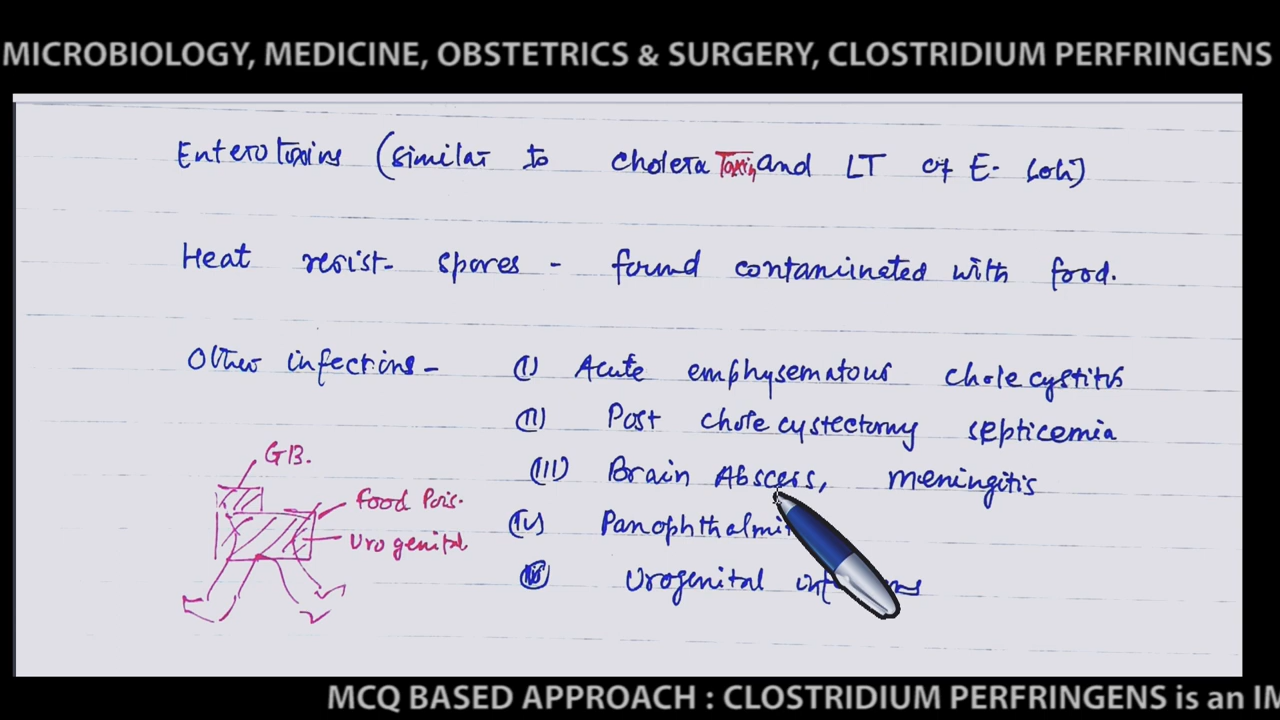 MICROBIOLOGY, MEDICINE, OBSTETRICS & SURGERY, CLOSTRIDIUM PERFRINGENS
Enterotoxins (similar to cholera Toxin and LT of E. coli)
Heat resist- spores - found contaminated with food.
Other infections - (I) Acute emphysematous cholecystitis
(II) Post cholecystectomy septicemia
(III) Brain Abscess, meningitis
(IV) Panophthalmi
Urogenital
GB.
Food Pois.
Urogenital
MCQ BASED APPROACH : CLOSTRIDIUM PERFRINGENS is an IM